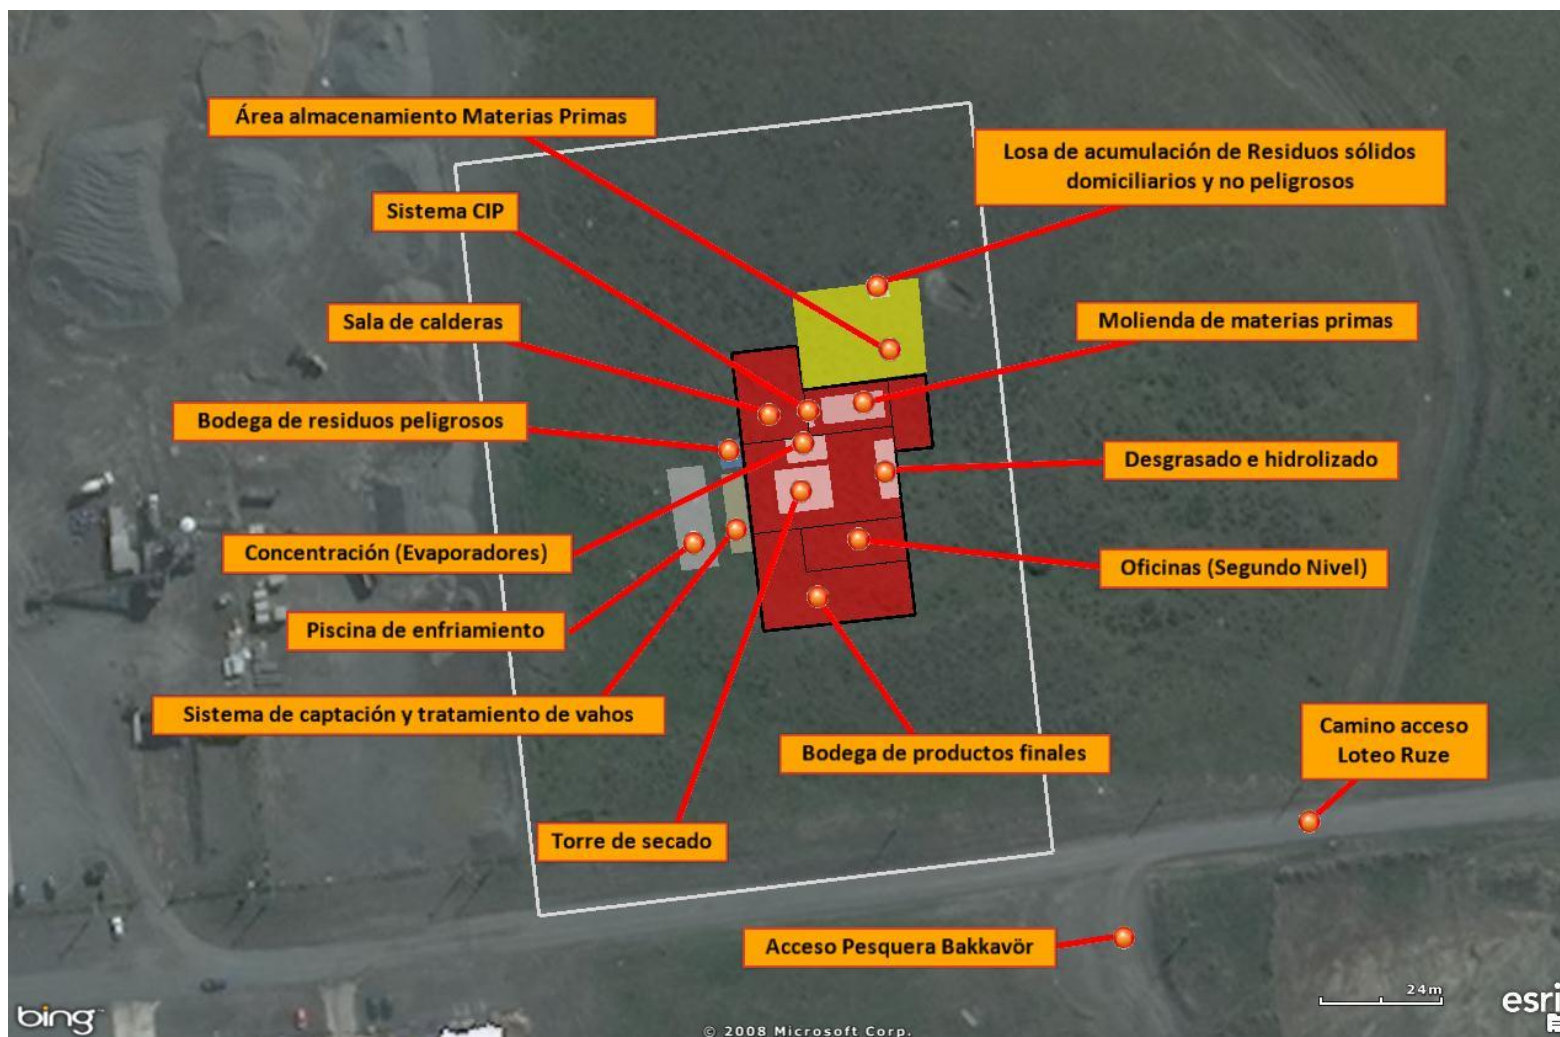 Área almacenamiento Materias Primas
Losa de acumulación de Residuos sólidos
domiciliarios y no peligrosos
Sistema CIP
Sala de calderas
Molienda de materias primas
Bodega de residuos peligrosos
Desgrasado e hidrolizado
Concentración (Evaporadores)
Oficinas (Segundo Nivel)
Piscina de enfriamiento
Sistema de captación y tratamiento de vahos
Camino acceso
Loteo Ruze
Bodega de productos finales
Torre de secado
Acceso Pesquera Bakkavör
24m
bing
esri
© 2008 Microsoft Corp.